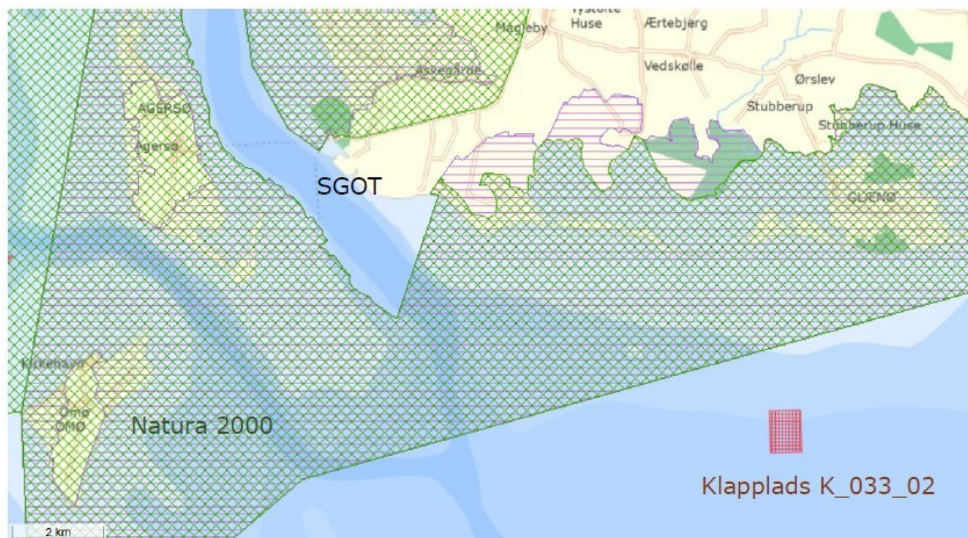 Tystofte
Huse
Magleby
Ærtebjerg
Askegårde
Vedskølle
Ørslev
AGERSØ
Stubberup
Agersø
Stubberup Huse
SGOT
GLÆNØ
Kirkehavn
Omø
OMØ
Natura 2000
Klapplads K_033_02
2 km